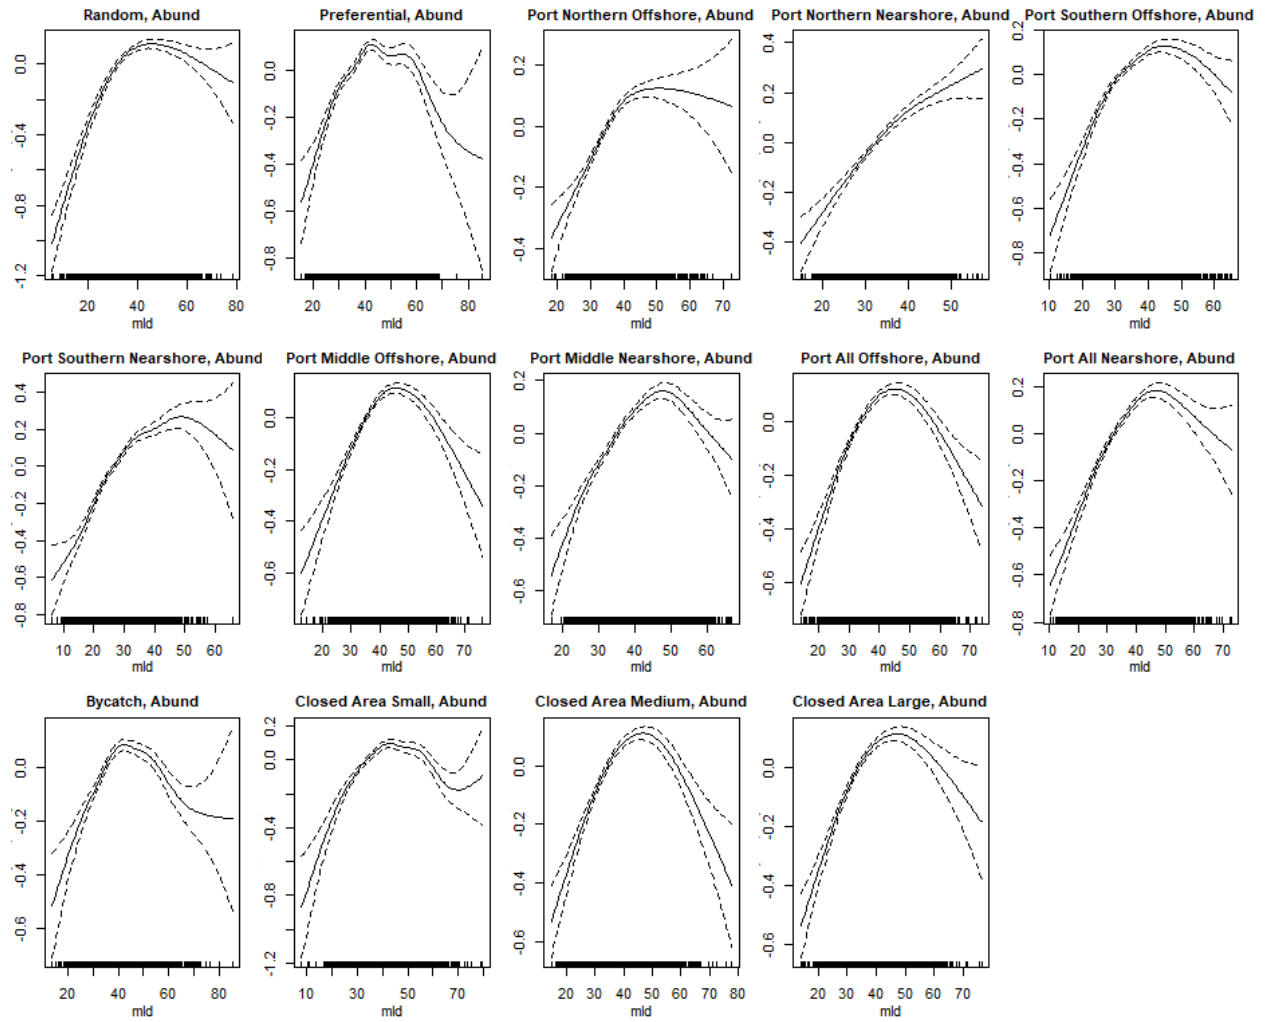 Random, Abund
Preferential, Abund
Port Northern Offshore, Abund
Port Northern Nearshore, Abund
Port Southern Offshore, Abund
0.0
-0.4
-0.8
-1.2
20 40 60 80
mld
0.0
-0.2
-0.4
-0.6
-0.8
20 40 60 80
mld
0.2
0.0
-0.2
-0.4
20 30 40 50 60 70
mld
0.4
0.2
0.0
-0.2
-0.4
20 30 40 50
mld
0.2
0.0
-0.2
-0.4
-0.6
-0.8
10 20 30 40 50 60
mld
Port Southern Nearshore, Abund
Port Middle Offshore, Abund
Port Middle Nearshore, Abund
Port All Offshore, Abund
Port All Nearshore, Abund
0.4
0.2
0.0
-0.2
-0.4
-0.6
-0.8
10 20 30 40 50 60
mld
0.0
-0.2
-0.4
-0.6
20 30 40 50 60 70
mld
0.2
0.0
-0.2
-0.4
-0.6
20 30 40 50 60
mld
0.0
-0.2
-0.4
-0.6
20 30 40 50 60 70
mld
0.2
0.0
-0.2
-0.4
-0.6
-0.8
10 20 30 40 50 60 70
mld
Bycatch, Abund
Closed Area Small, Abund
Closed Area Medium, Abund
Closed Area Large, Abund
0.0
-0.2
-0.4
-0.6
20 30 40 50 60 70 80
mld
0.2
0.0
-0.4
-0.8
-1.2
10 30 50 70
mld
0.0
-0.2
-0.4
-0.6
20 30 40 50 60 70 80
mld
0.0
-0.2
-0.4
-0.6
20 30 40 50 60 70
mld